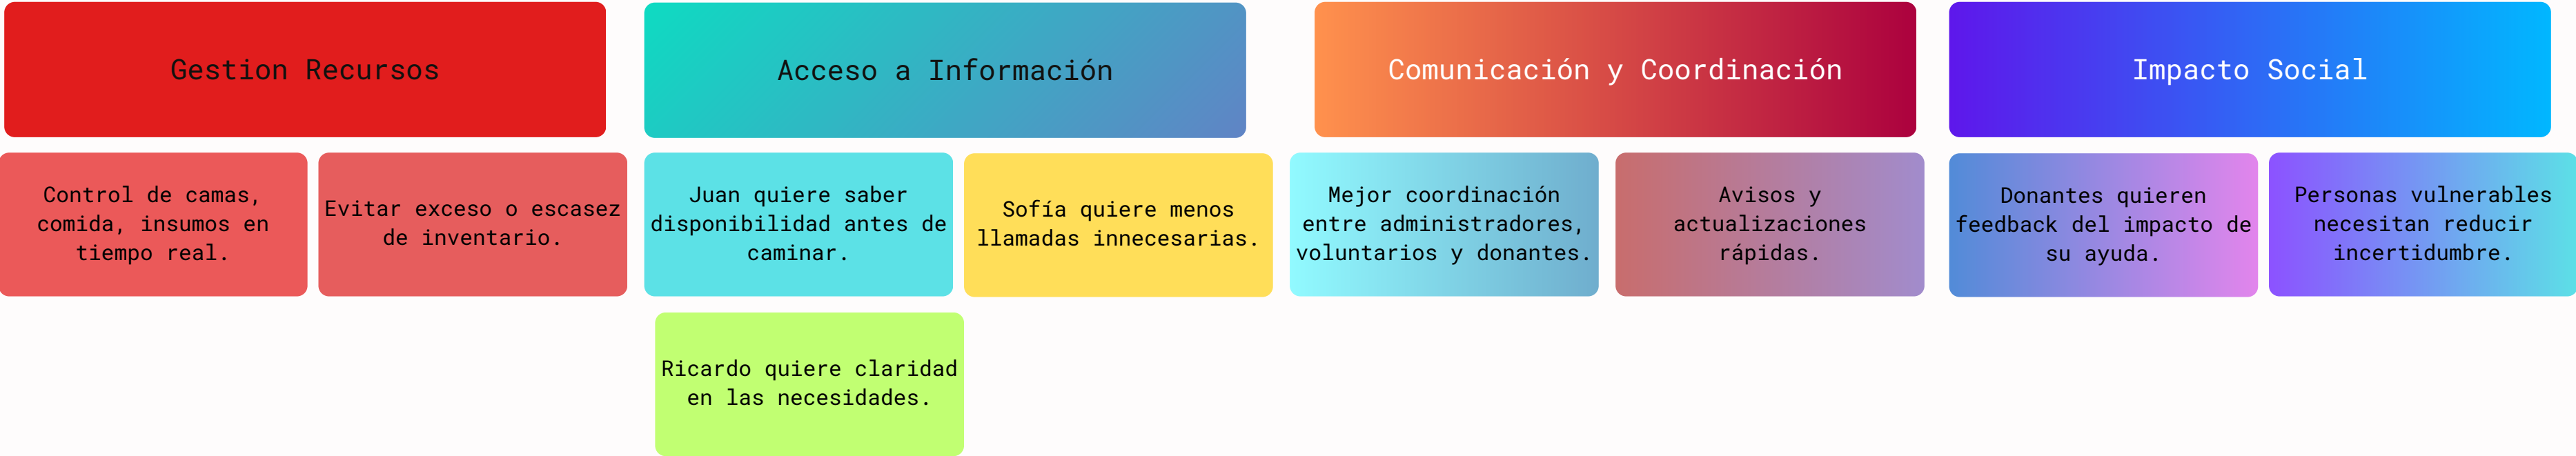 Gestion Recursos
Acceso a Información
Comunicación y Coordinación
Impacto Social
Control de camas,
comida, insumos en
tiempo real.
Evitar exceso o escasez
de inventario.
Juan quiere saber
disponibilidad antes de
caminar.
Sofía quiere menos
llamadas innecesarias.
Mejor coordinación
entre administradores,
voluntarios y donantes.
Avisos y
actualizaciones
rápidas.
Donantes quieren
feedback del impacto de
su ayuda.
Personas vulnerables
necesitan reducir
incertidumbre.
Ricardo quiere claridad
en las necesidades.